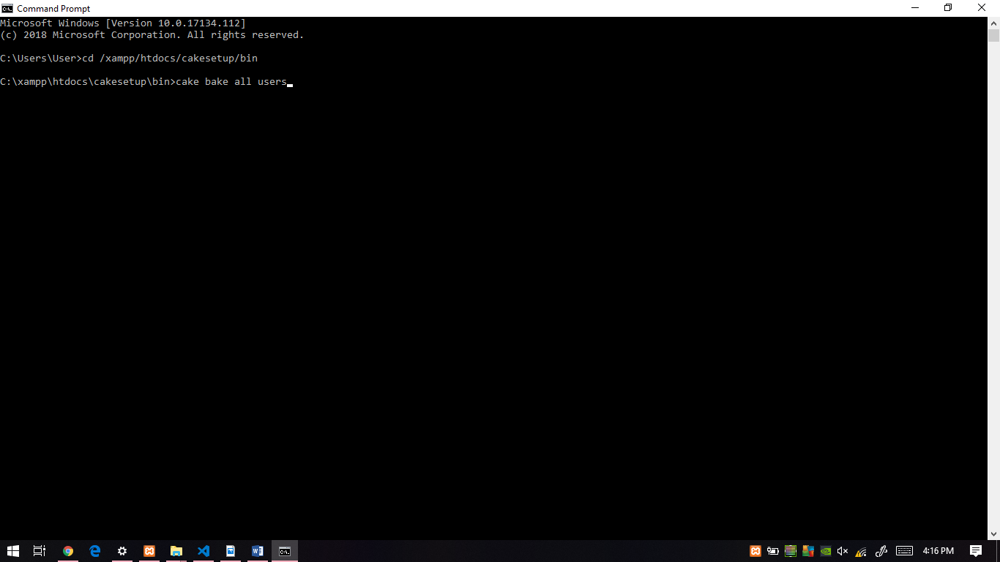 Command Prompt
Microsoft Windows [Version 10.0.17134.112]
(c) 2018 Microsoft Corporation. All rights reserved.
C:\Users\User>cd /xampp/htdocs/cakesetup/bin
C:\xampp\htdocs\cakesetup\bin>cake bake all users
4:16 PM